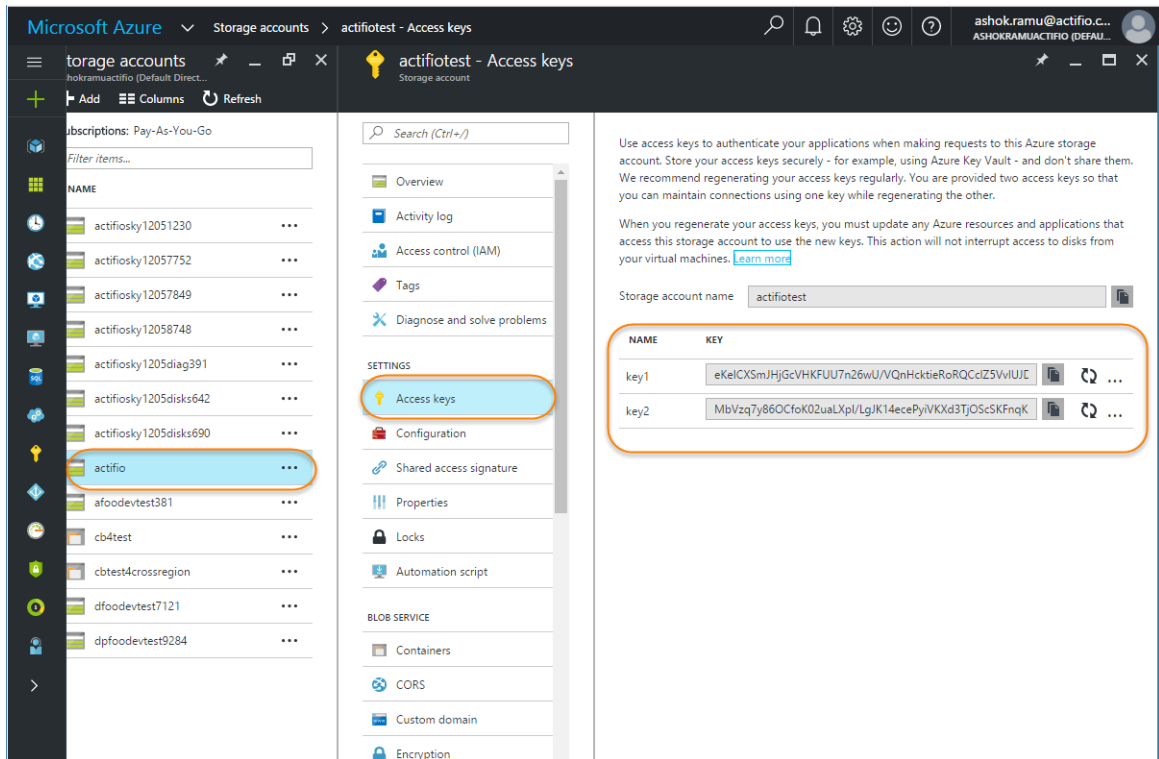 Microsoft Azure Storage accounts > actifiotest - Access keys
ashok.ramu@actifio.c...
ASHOKRAMUACTIFIO (DEFAU...
torage accounts
hokramuactifio (Default Direct...
Add Columns Refresh
ubscriptions: Pay-As-You-Go
Filter items...
NAME
actifiosky12051230 ...
actifiosky12057752 ...
actifiosky12057849 ...
actifiosky12058748 ...
actifiosky1205diag391 ...
actifiosky1205disks642 ...
actifiosky1205disks690 ...
actifio ...
afoodevtest381 ...
cb4test ...
cbtest4crossregion ...
dfoodevtest7121 ...
dpfoodevtest9284 ...
actifiotest - Access keys
Storage account
Search (Ctrl+/)
Overview
Activity log
Access control (IAM)
Tags
Diagnose and solve problems
SETTINGS
Access keys
Configuration
Shared access signature
Properties
Locks
Automation script
BLOB SERVICE
Containers
CORS
Custom domain
Encryption
Use access keys to authenticate your applications when making requests to this Azure storage
account. Store your access keys securely - for example, using Azure Key Vault - and don't share them.
We recommend regenerating your access keys regularly. You are provided two access keys so that
you can maintain connections using one key while regenerating the other.
When you regenerate your access keys, you must update any Azure resources and applications that
access this storage account to use the new keys. This action will not interrupt access to disks from
your virtual machines. Learn more
Storage account name actifiotest
NAME KEY
key1 ...
key2 ...